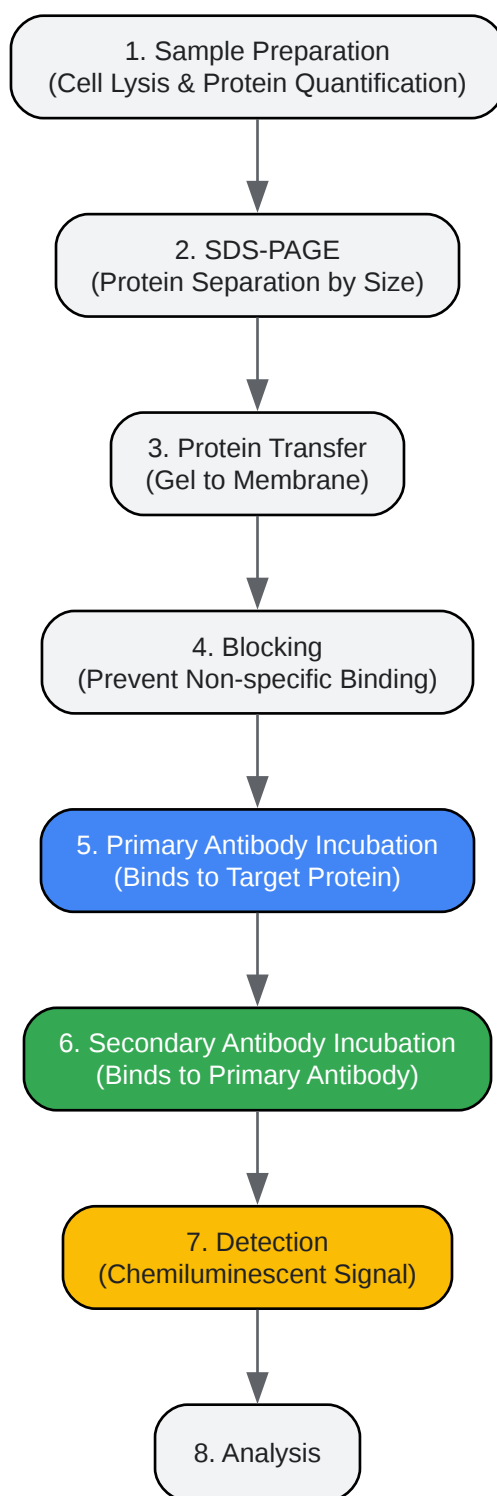 1. Sample Preparation
(Cell Lysis & Protein Quantification)
2. SDS-PAGE
(Protein Separation by Size)
3. Protein Transfer
(Gel to Membrane)
4. Blocking
(Prevent Non-specific Binding)
5. Primary Antibody Incubation
(Binds to Target Protein)
6. Secondary Antibody Incubation
(Binds to Primary Antibody)
7. Detection
(Chemiluminescent Signal)
8. Analysis